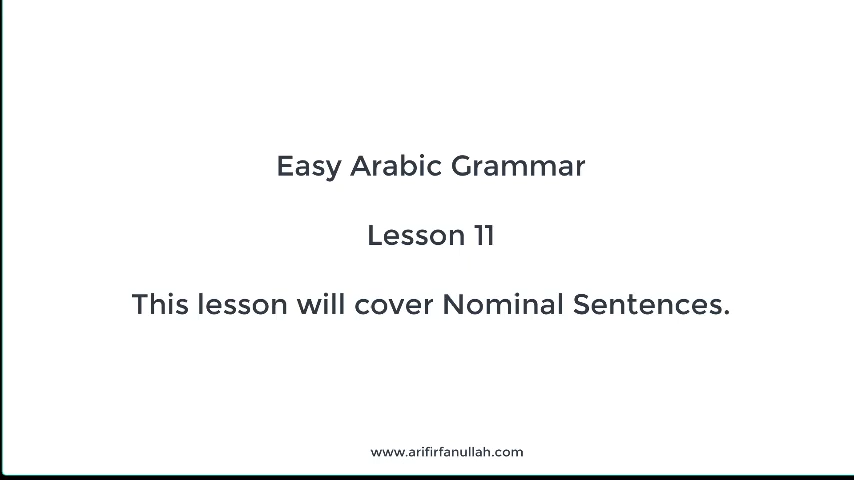 Easy Arabic Grammar
Lesson 11
This lesson will cover Nominal Sentences.
www.arifirfanullah.com